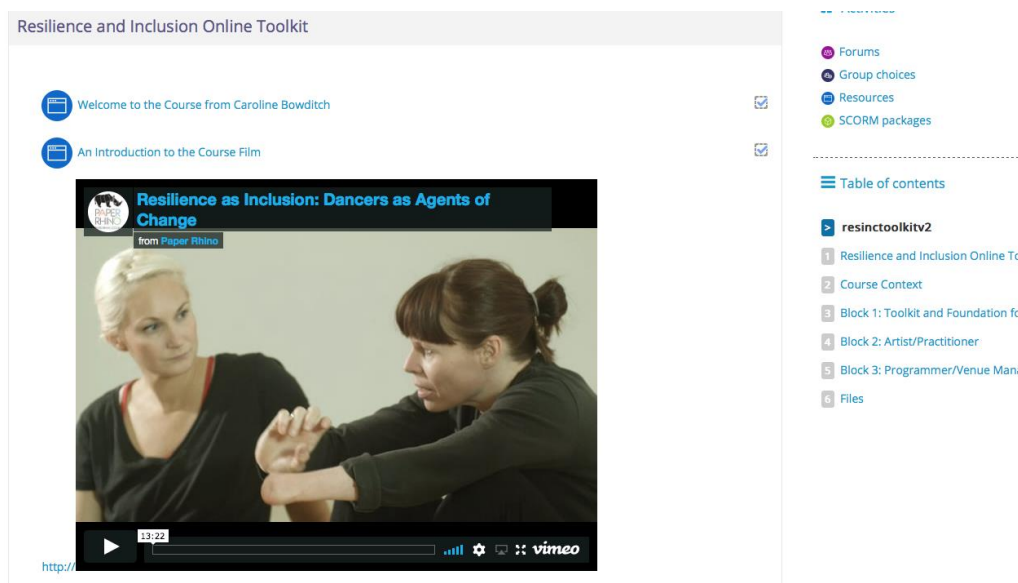 Resilience and Inclusion Online Toolkit
Welcome to the Course from Caroline Bowditch
An Introduction to the Course Film
PAPER
RHINO
Resilience as Inclusion: Dancers as Agents of
Change
from Paper Rhino
13:22
vimeo
http://
Forums
Group choices
Resources
SCORM packages
Table of contents
> resinctoolkitv2
1 Resilience and Inclusion Online To
2 Course Context
3 Block 1: Toolkit and Foundation fo
4 Block 2: Artist/Practitioner
5 Block 3: Programmer/Venue Man
6 Files